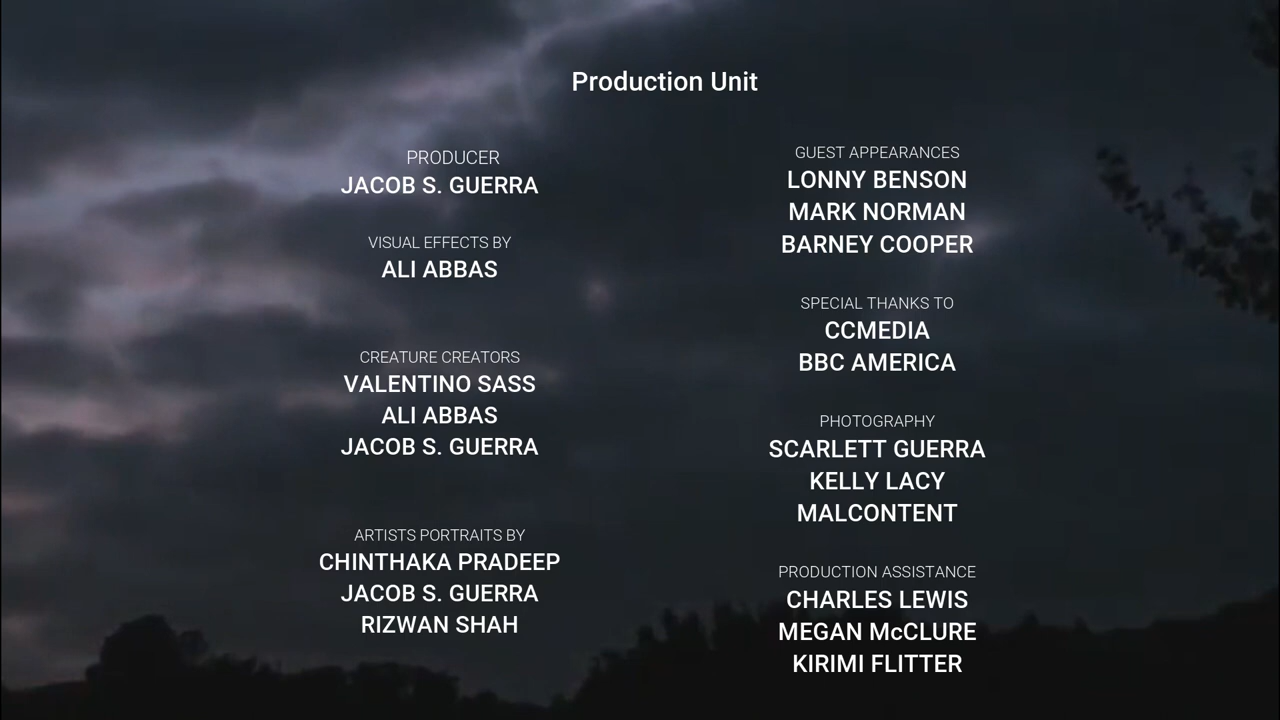 Production Unit
PRODUCER
JACOB S. GUERRA
VISUAL EFFECTS BY
ALI ABBAS
CREATURE CREATORS
VALENTINO SASS
ALI ABBAS
JACOB S. GUERRA
ARTISTS PORTRAITS BY
CHINTHAKA PRADEEP
JACOB S. GUERRA
RIZWAN SHAH
GUEST APPEARANCES
LONNY BENSON
MARK NORMAN
BARNEY COOPER
SPECIAL THANKS TO
CCMEDIA
BBC AMERICA
PHOTOGRAPHY
SCARLETT GUERRA
KELLY LACY
MALCONTENT
PRODUCTION ASSISTANCE
CHARLES LEWIS
MEGAN McCLURE
KIRIMI FLITTER